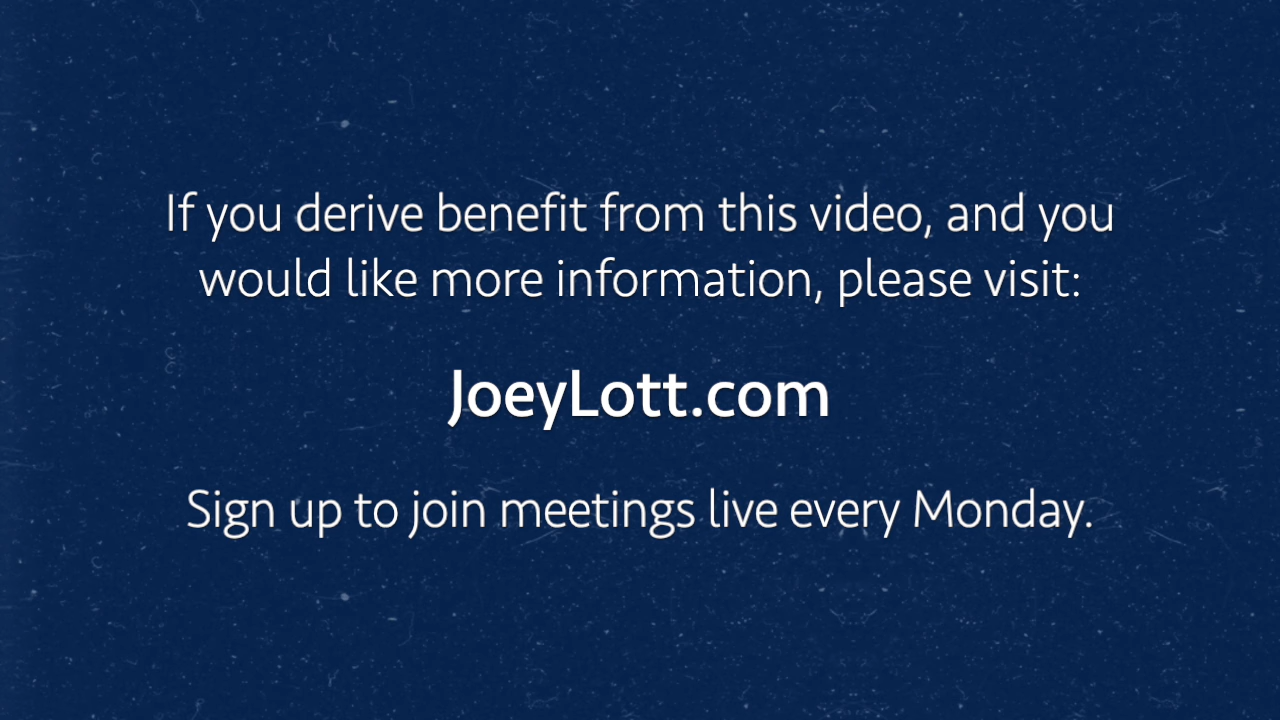 If you derive benefit from this video, and you
would like more information, please visit:
JoeyLott.com
Sign up to join meetings live every Monday.